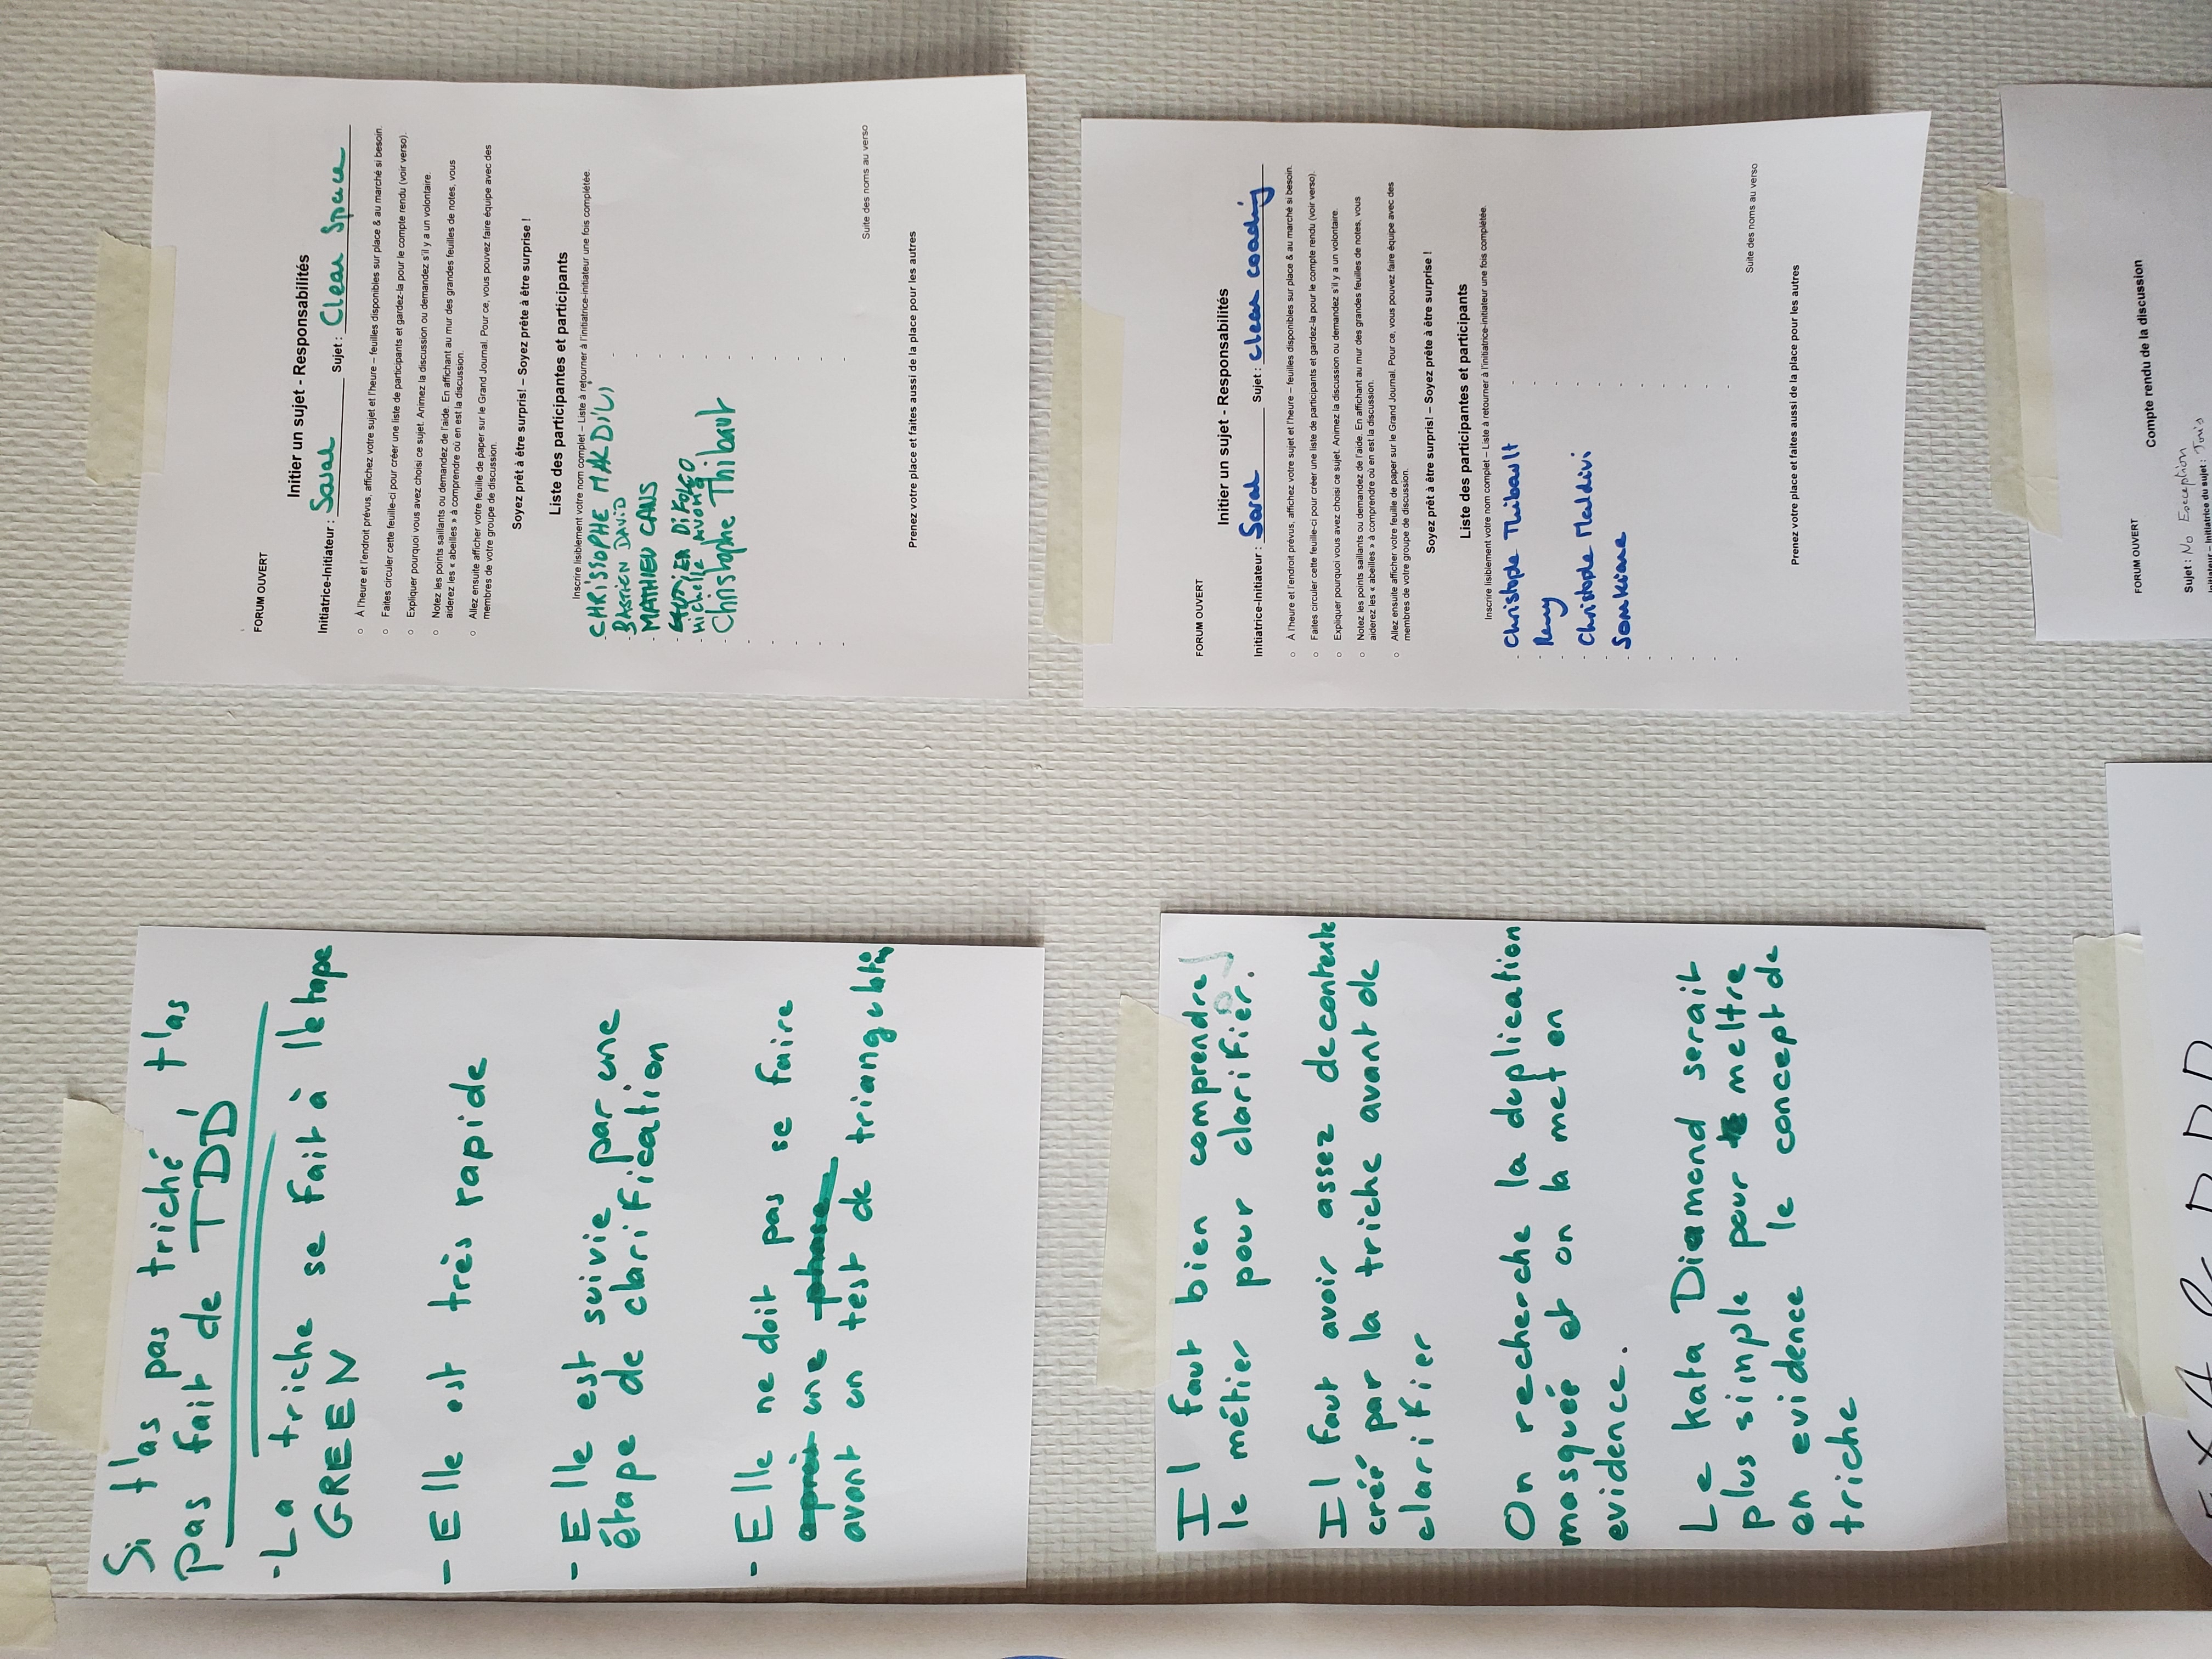 Si t'as pas triché, t'as
pas fait de TDD
-La triche se fait à l'étape
GREEN
- Elle est très rapide
- Elle est suivie par une
étape de clarification
- Elle ne doit pas se faire
après une phase
avant un test de triangulation
Il faut bien comprendre
le métier pour clarifier.
Il faut avoir assez de contexte
créé par la triche avant de
clarifier
On recherche la duplication
masquée et on la met en
evidence.
Le kata Diamond serait
plus simple pour mettre
en evidence le concept de
triche
EXA & DDD
FORUM OUVERT
Initier un sujet - Responsabilités
Initiatrice-Initiateur : Saral Sujet : Clean Space
○ À l'heure et l'endroit prévus, affichez votre sujet et l'heure – feuilles disponibles sur place & au marché si besoin.
○ Faites circuler cette feuille-ci pour créer une liste de participants et gardez-la pour le compte rendu (voir verso).
○ Expliquer pourquoi vous avez choisi ce sujet. Animez la discussion ou demandez s'il y a un volontaire.
○ Notez les points saillants ou demandez de l'aide. En affichant au mur des grandes feuilles de notes, vous
aiderez les « abeilles » à comprendre où en est la discussion.
○ Allez ensuite afficher votre feuille de paper sur le Grand Journal. Pour ce, vous pouvez faire équipe avec des
membres de votre groupe de discussion.
Soyez prêt à être surpris! – Soyez prête à être surprise !
Liste des participantes et participants
Inscrire lisiblement votre nom complet – Liste à retourner à l'initiatrice-initiateur une fois complétée.
CHRISTOPHE MALDIVI
- BASTIEN DAVID
- MATHIEU CANS
- DIFOLCO
- Michelle AVOMO
- Christophe Thibaut
Suite des noms au verso
Prenez votre place et faites aussi de la place pour les autres
FORUM OUVERT
Initier un sujet - Responsabilités
Initiatrice-Initiateur : Saral Sujet : clean coading
○ À l'heure et l'endroit prévus, affichez votre sujet et l'heure – feuilles disponibles sur place & au marché si besoin.
○ Faites circuler cette feuille-ci pour créer une liste de participants et gardez-la pour le compte rendu (voir verso).
○ Expliquer pourquoi vous avez choisi ce sujet. Animez la discussion ou demandez s'il y a un volontaire.
○ Notez les points saillants ou demandez de l'aide. En affichant au mur des grandes feuilles de notes, vous
aiderez les « abeilles » à comprendre où en est la discussion.
○ Allez ensuite afficher votre feuille de paper sur le Grand Journal. Pour ce, vous pouvez faire équipe avec des
membres de votre groupe de discussion.
Soyez prêt à être surpris! – Soyez prête à être surprise !
Liste des participantes et participants
Inscrire lisiblement votre nom complet – Liste à retourner à l'initiatrice-initiateur une fois complétée.
- Christophe Thibault
- Remy
- Christophe Maldivi
- Somkiane
Suite des noms au verso
Prenez votre place et faites aussi de la place pour les autres
FORUM OUVERT
Compte rendu de la discussion
Sujet : No Exception
Initiateur – Initiatrice du sujet :